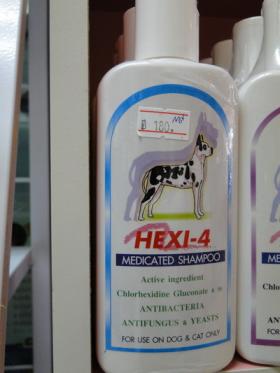 ฿ 180.
HEXI-4
MEDICATED SHAMPOO
Active ingredient
Chlorhexidine Gluconate 4 %
ANTIBACTERIA
ANTIFUNGUS & YEASTS
FOR USE ON DOG & CAT ONLY